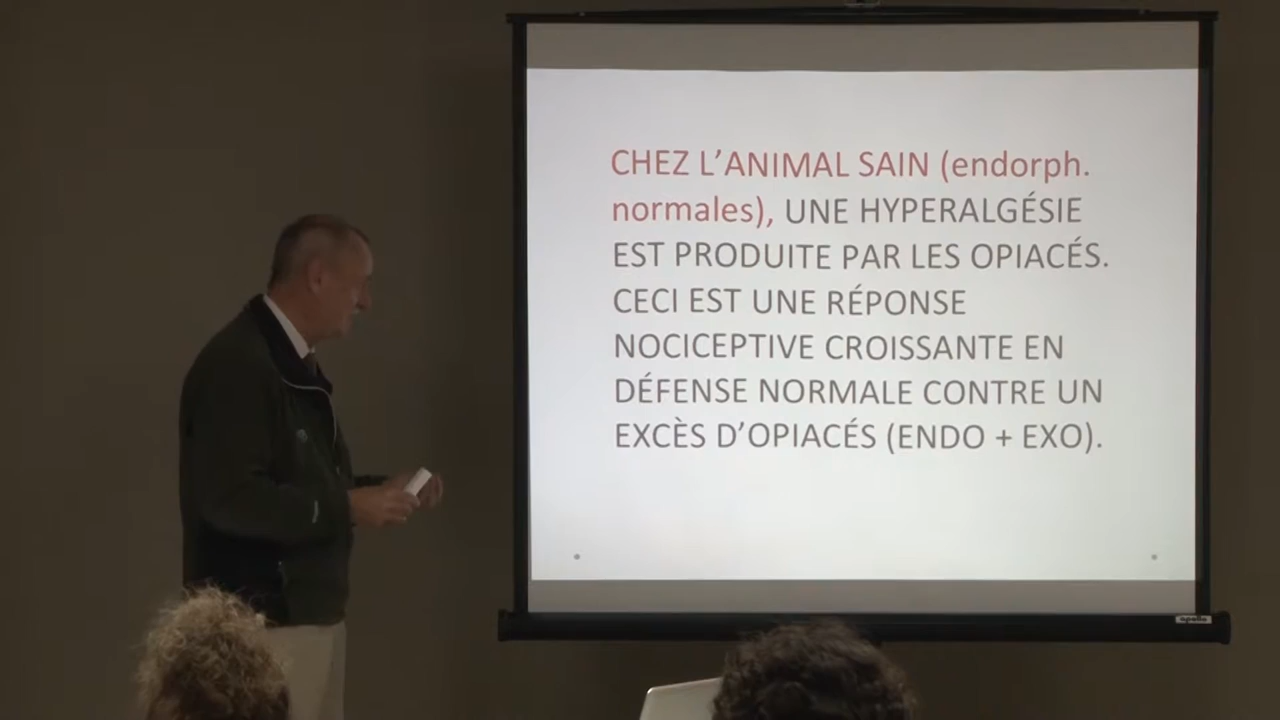 CHEZ L’ANIMAL SAIN (endorph.
normales), UNE HYPERALGÉSIE
EST PRODUITE PAR LES OPIACÉS.
CECI EST UNE RÉPONSE
NOCICEPTIVE CROISSANTE EN
DÉFENSE NORMALE CONTRE UN
EXCÈS D’OPIACÉS (ENDO + EXO).
apollo